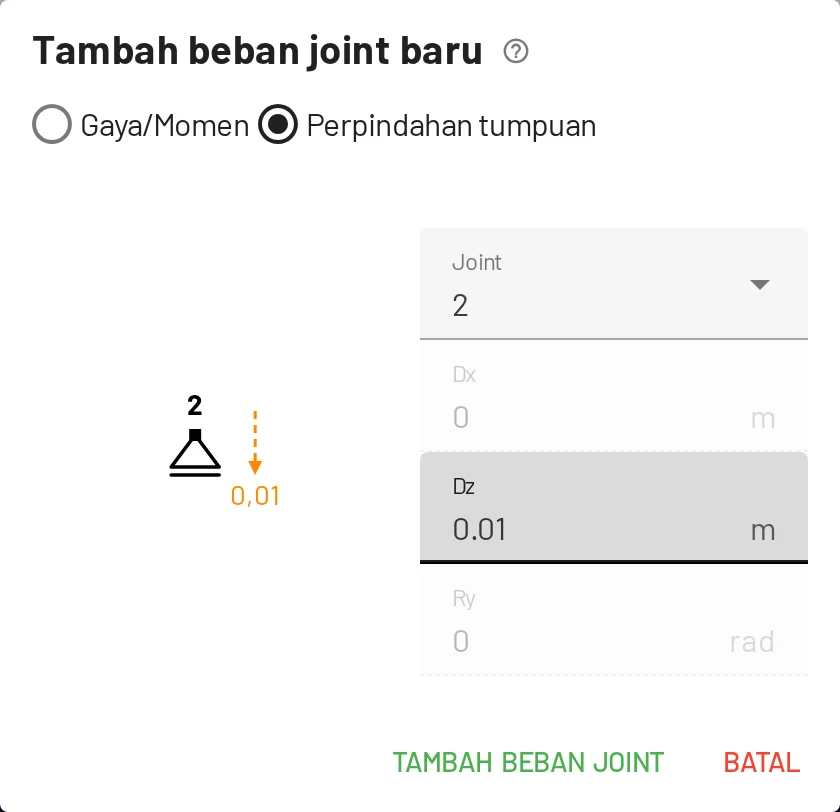 Tambah beban joint baru
Gaya/Momen Perpindahan tumpuan
Joint
2
Dx
0 m
2
0,01
Dz
0.01 m
Ry
0 rad
TAMBAH BEBAN JOINT BATAL